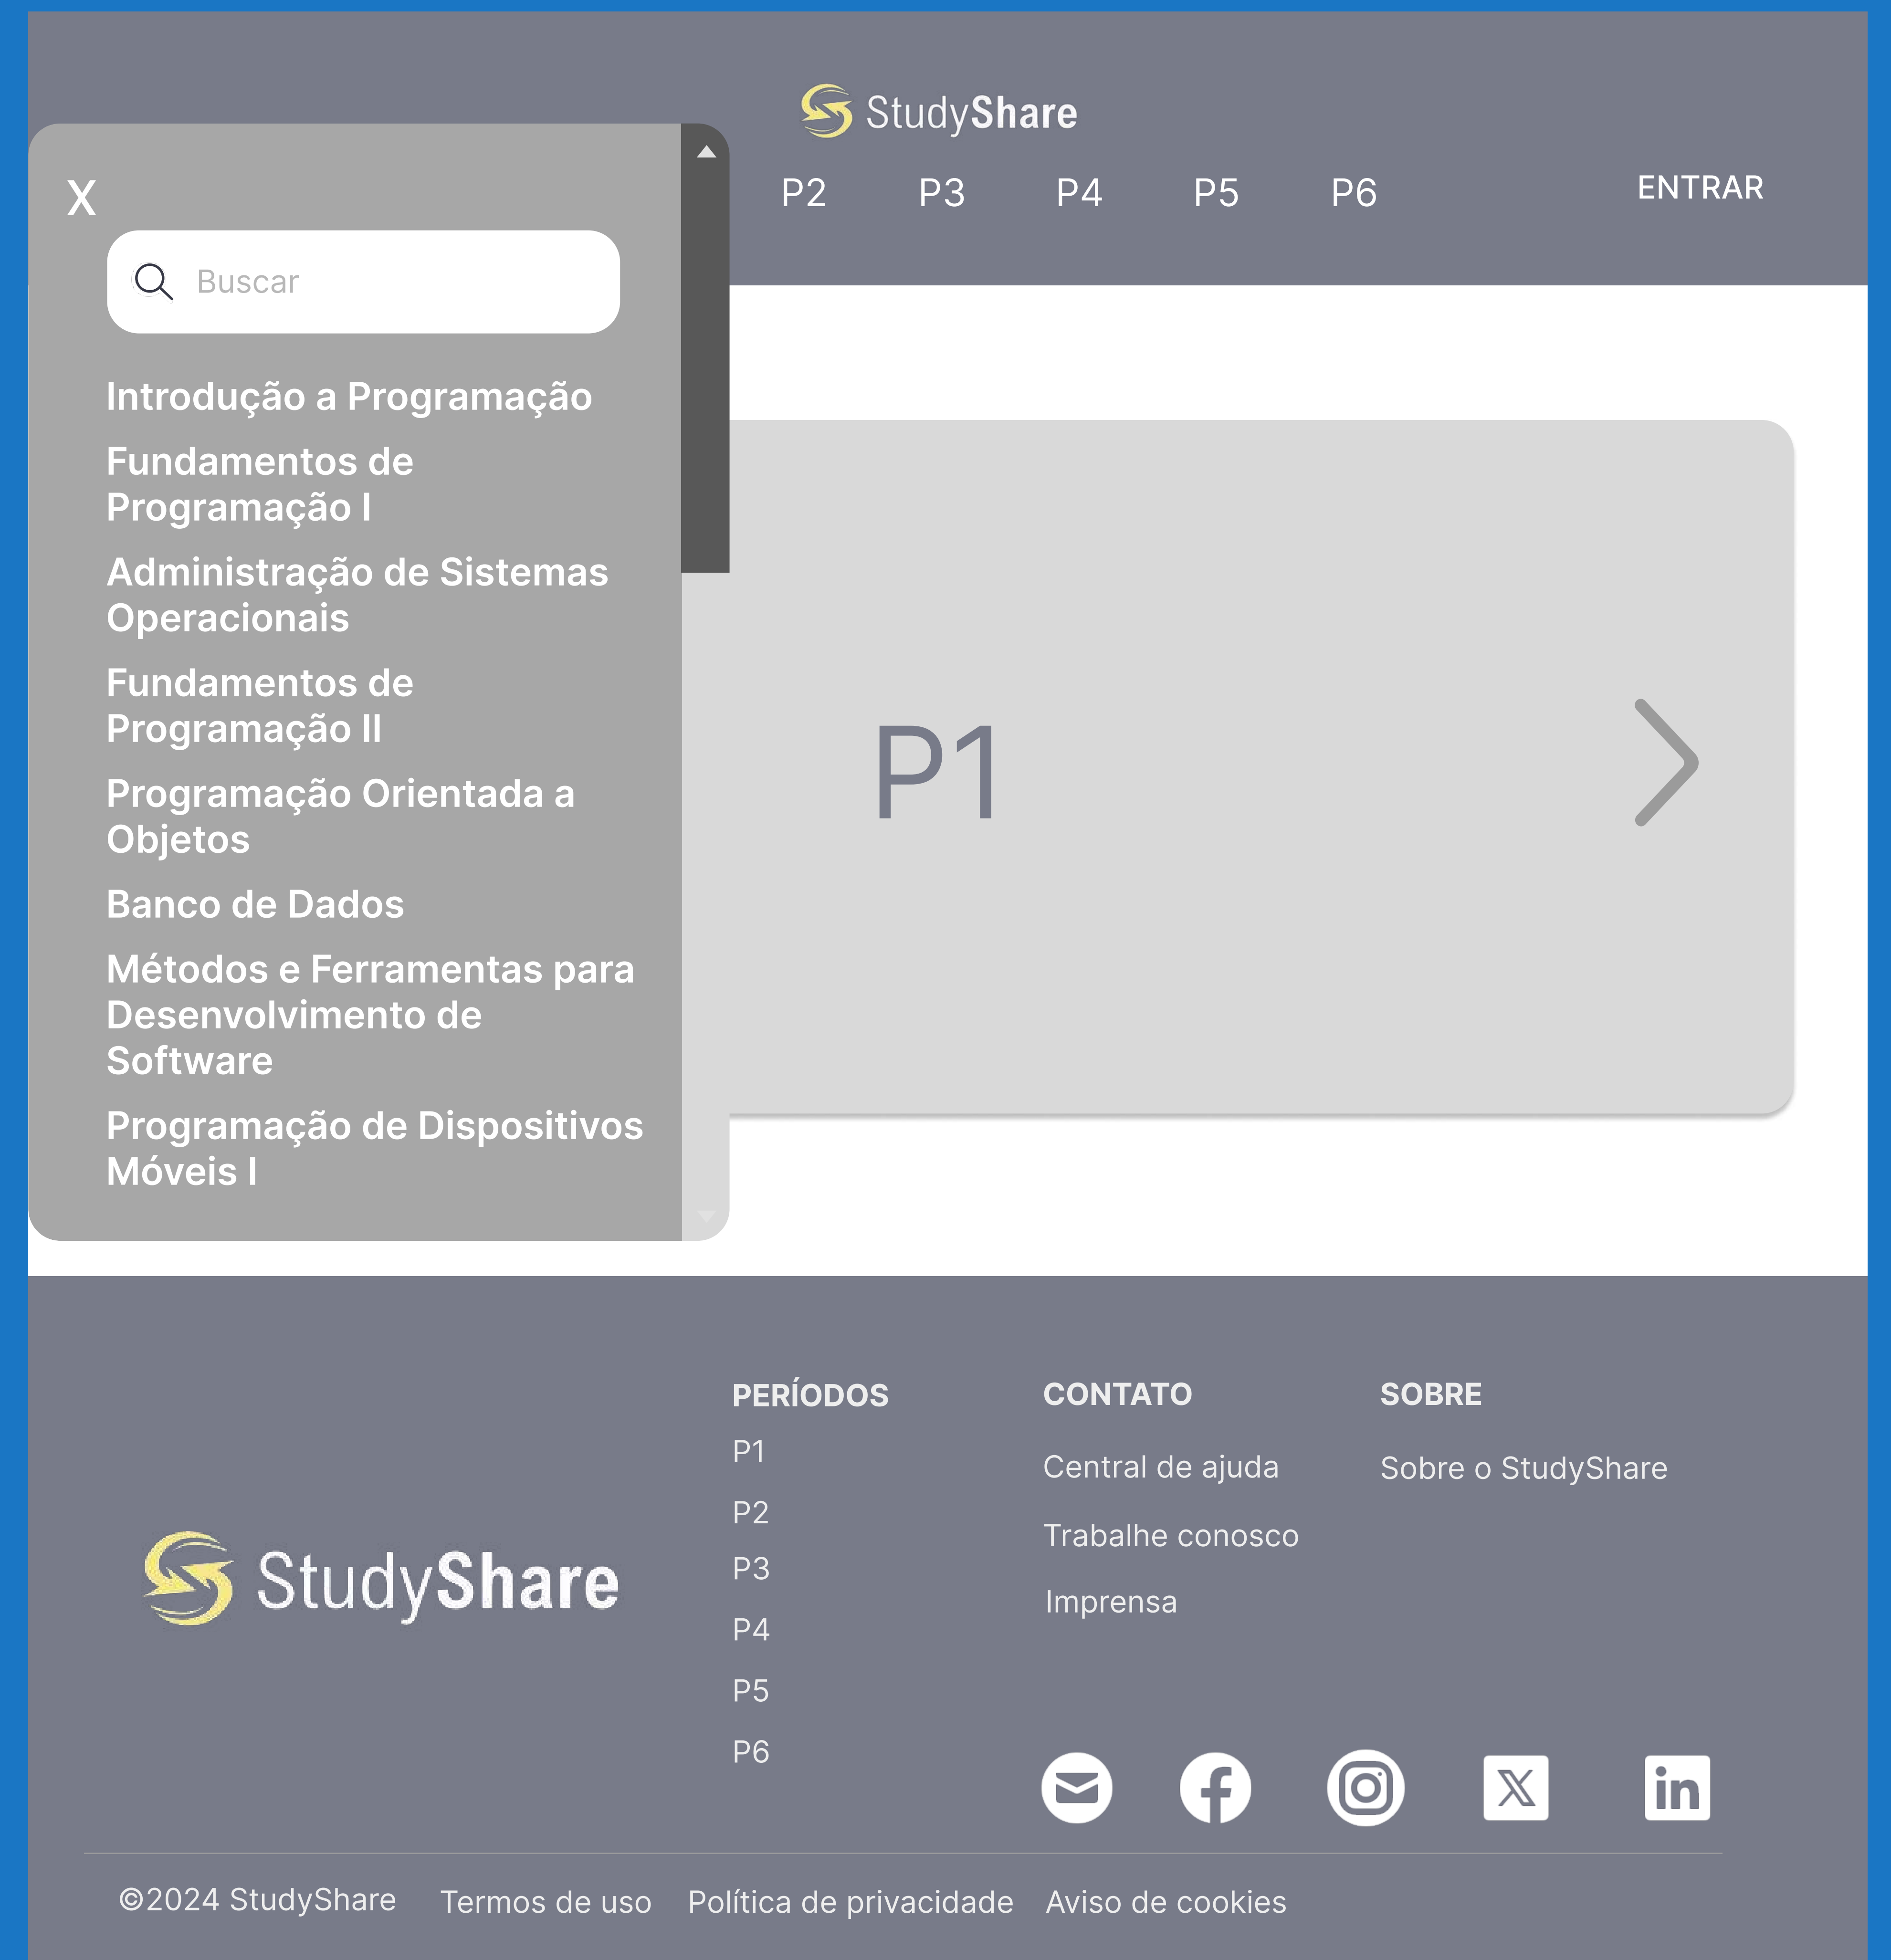 StudyShare
P2 P3 P4 P5 P6 ENTRAR
X
Buscar
Introdução a Programação
Fundamentos de
Programação I
Administração de Sistemas
Operacionais
Fundamentos de
Programação II
Programação Orientada a
Objetos
Banco de Dados
Métodos e Ferramentas para
Desenvolvimento de
Software
Programação de Dispositivos
Móveis I
P1
StudyShare
PERÍODOS
P1
P2
P3
P4
P5
P6
CONTATO
Central de ajuda
Trabalhe conosco
Imprensa
SOBRE
Sobre o StudyShare
©2024 StudyShare Termos de uso Política de privacidade Aviso de cookies